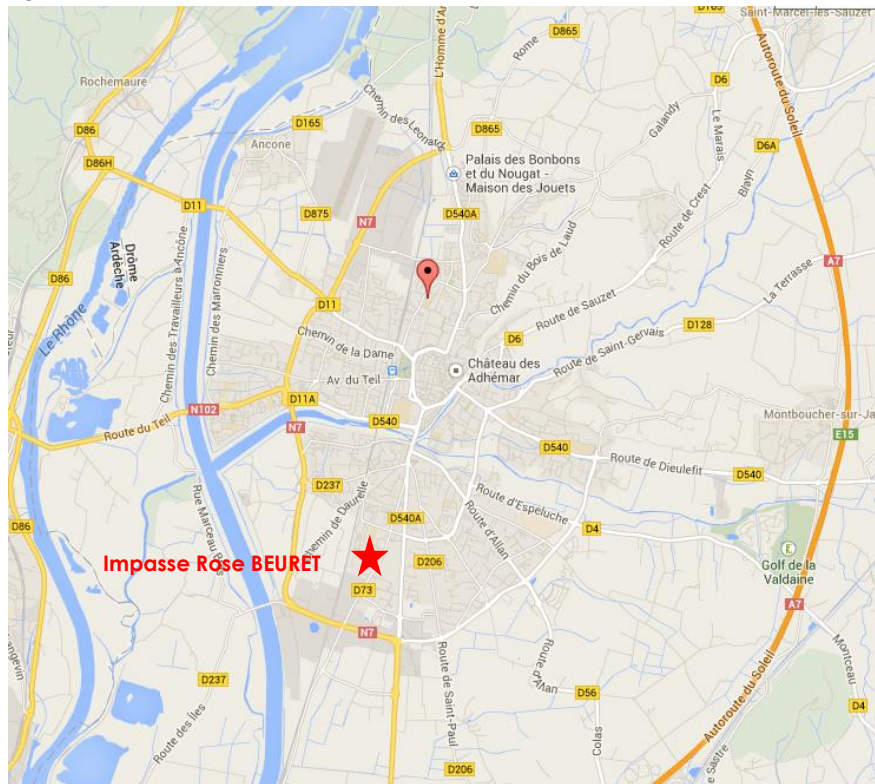 Saint-Marcel-les-Sauzet
D165
D865
Rome
D6
Rochemaure
L'Homme d'A
Chemin des Leonards
Autoroute du Soleil
D86
D165
D865
Galandy
Le Marais
Ancone
D6A
D86H
Palais des Bonbons
et du Nougat -
Maison des Jouets
Blayn
D11
D875
N7
D540A
Route de Crest
Drôme
Ardèche
Chemin du Bois de Laud
A7
La Terrasse
D86
Le Rhône
Chemin des Travailleurs à Ancône
Chemin des Marronniers
D11
Route de Sauzet
D128
Chemin de la Dame
D6
Route de Saint-Gervais
Château des
Adhémar
Av. du Teil
D11A
N102
Montboucher-sur-Ja
Route du Teil
N7
D540
E15
D540
Route de Dieulefit
D540
D237
Rue Marceau
Route d'Espeluche
Chemin de Daurelle
D540A
D86
Route d'Allan
D4
Impasse Rose BEURET
D206
Golf de la
Valdaine
D73
A7
N7
Montceau
Route de Saint-Paul
Route d'Allan
D237
D56
Autoroute du Soleil
D4
Route des Îles
Colas
D206